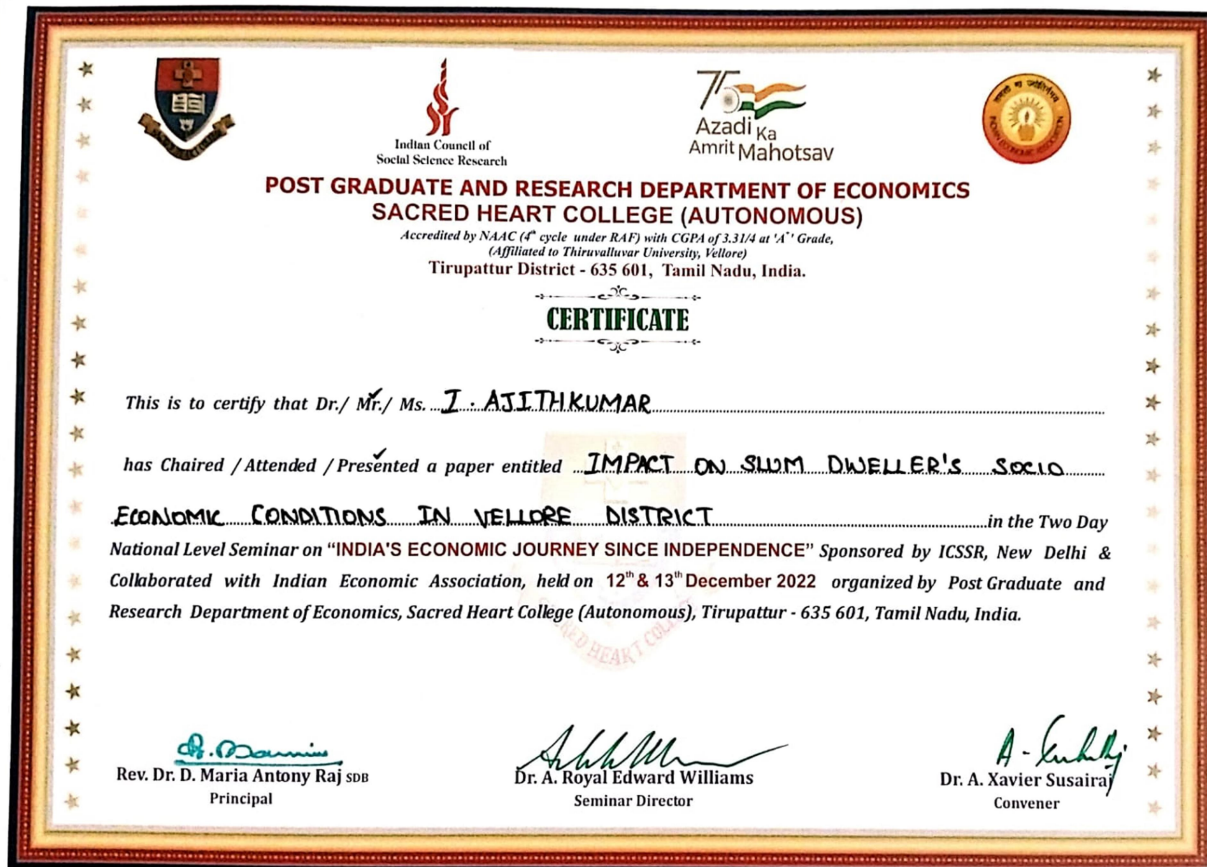 Indian Council of
Social Science Research
75
Azadi Ka
Amrit Mahotsav
INDIAN ECONOMIC ASSOCIATION
POST GRADUATE AND RESEARCH DEPARTMENT OF ECONOMICS
SACRED HEART COLLEGE (AUTONOMOUS)
Accredited by NAAC (4th cycle under RAF) with CGPA of 3.31/4 at 'A+' Grade,
(Affiliated to Thiruvalluvar University, Vellore)
Tirupattur District - 635 601, Tamil Nadu, India.
CERTIFICATE
This is to certify that Dr./ Mr./ Ms. I. AJITHKUMAR
has Chaired / Attended / Presented a paper entitled IMPACT ON SLUM DWELLER'S SOCIO
ECONOMIC CONDITIONS IN VELLORE DISTRICT in the Two Day
National Level Seminar on "INDIA'S ECONOMIC JOURNEY SINCE INDEPENDENCE" Sponsored by ICSSR, New Delhi &
Collaborated with Indian Economic Association, held on 12th & 13th December 2022 organized by Post Graduate and
Research Department of Economics, Sacred Heart College (Autonomous), Tirupattur - 635 601, Tamil Nadu, India.
SACRED HEART COLLEGE
Rev. Dr. D. Maria Antony Raj SDB
Principal
Dr. A. Royal Edward Williams
Seminar Director
Dr. A. Xavier Susairaj
Convener